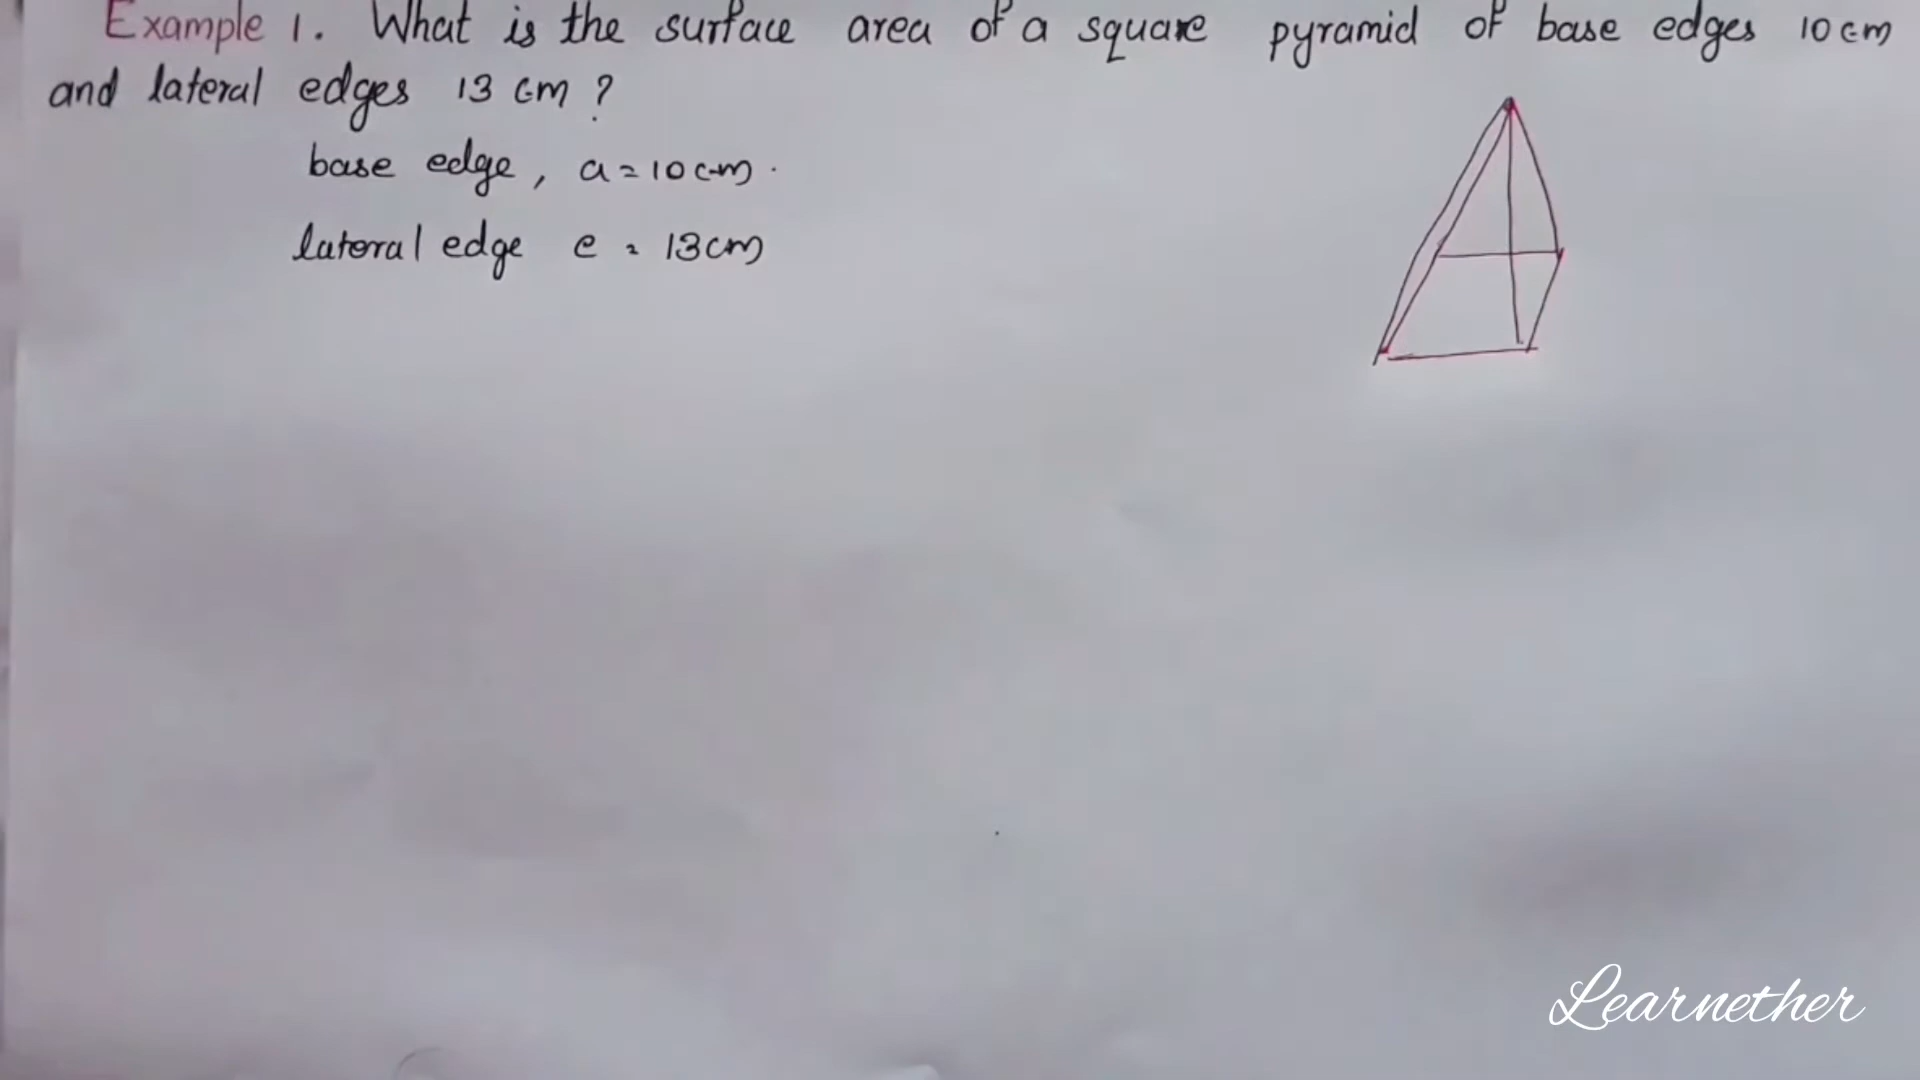 Example 1. What is the surface area of a square pyramid of base edges 10 cm
and lateral edges 13 cm ?
base edge, a = 10 cm.
lateral edge e = 13 cm
Learnether